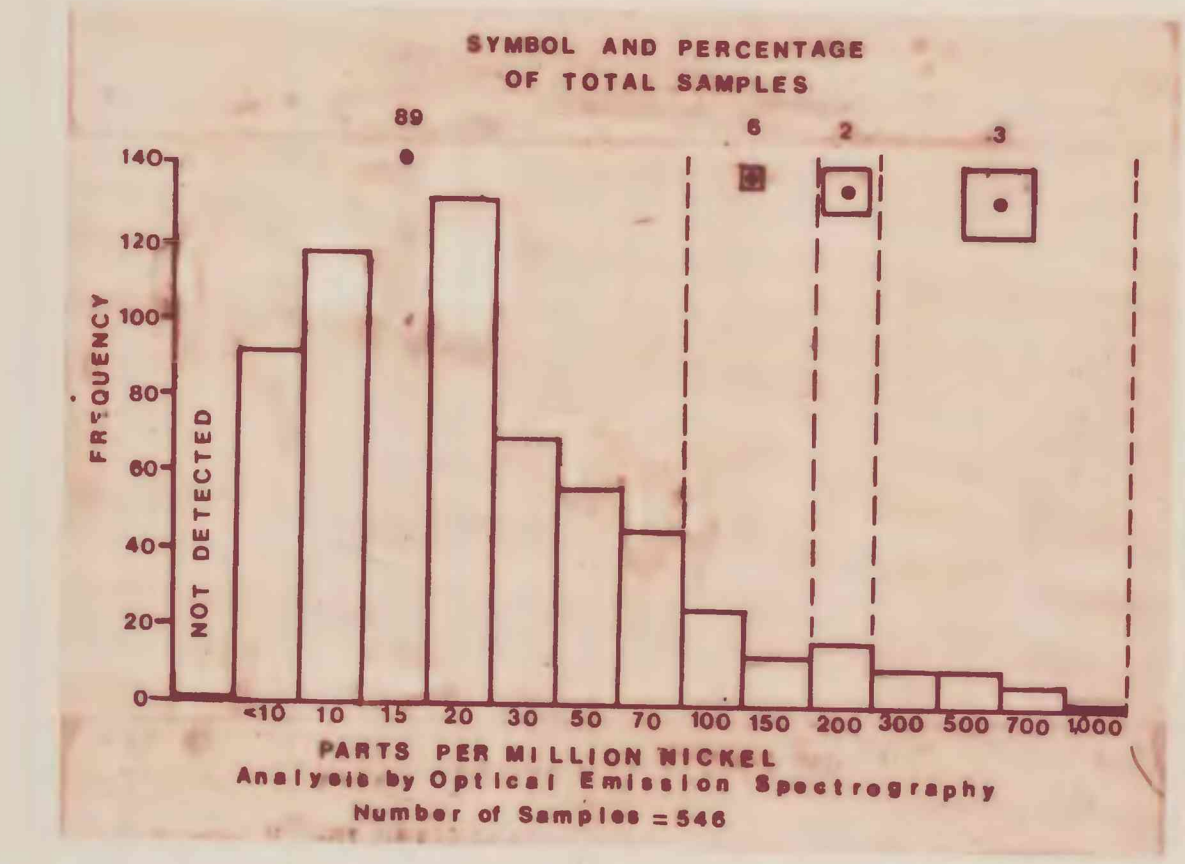 SYMBOL AND PERCENTAGE
OF TOTAL SAMPLES
89 6 2 3
140
120
100
80
60
40
20
0
FREQUENCY
NOT DETECTED
<10 10 15 20 30 50 70 100 150 200 300 500 700 1,000
PARTS PER MILLION NICKEL
Analysis by Optical Emission Spectrography
Number of Samples = 546